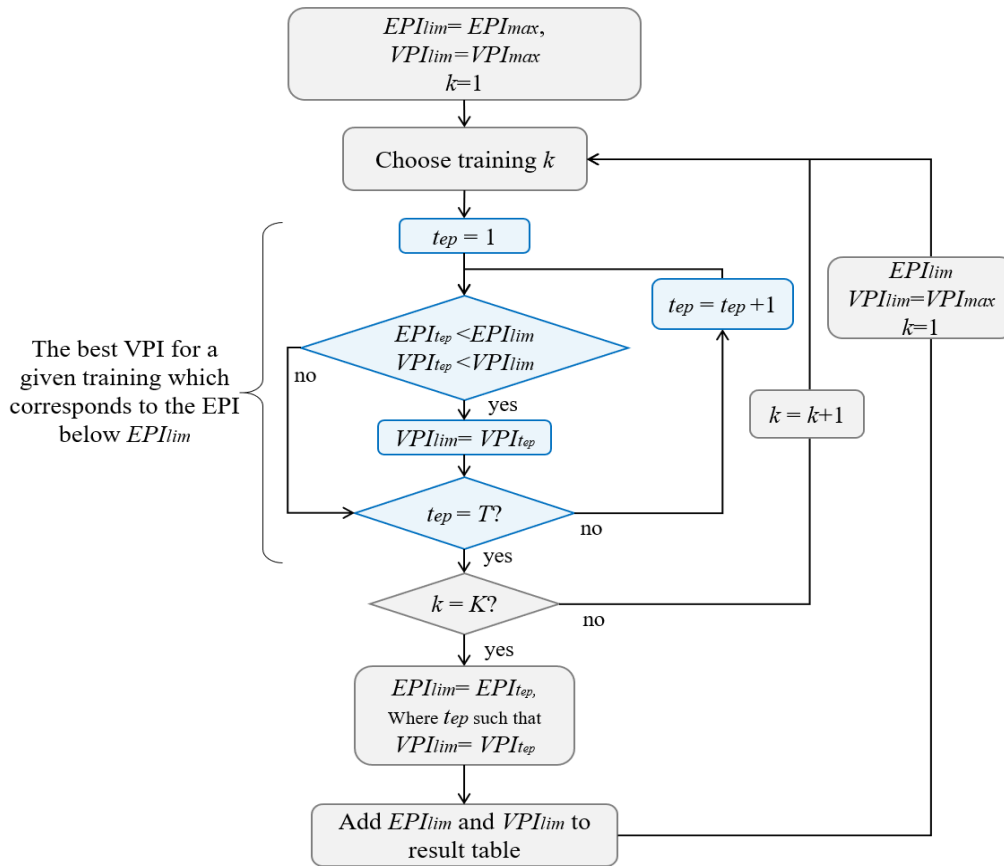 EPIlim= EPImax,
VPIlim=VPImax
k=1
Choose training k
tep = 1
tep = tep +1
EPItep <EPIlim
VPItep <VPIlim
no
yes
VPIlim= VPItep
tep = T?
no
yes
The best VPI for a
given training which
corresponds to the EPI
below EPIlim
EPIlim
VPIlim=VPImax
k=1
k = k+1
k = K?
no
yes
EPIlim= EPItep,
Where tep such that
VPIlim= VPItep
Add EPIlim and VPIlim to
result table